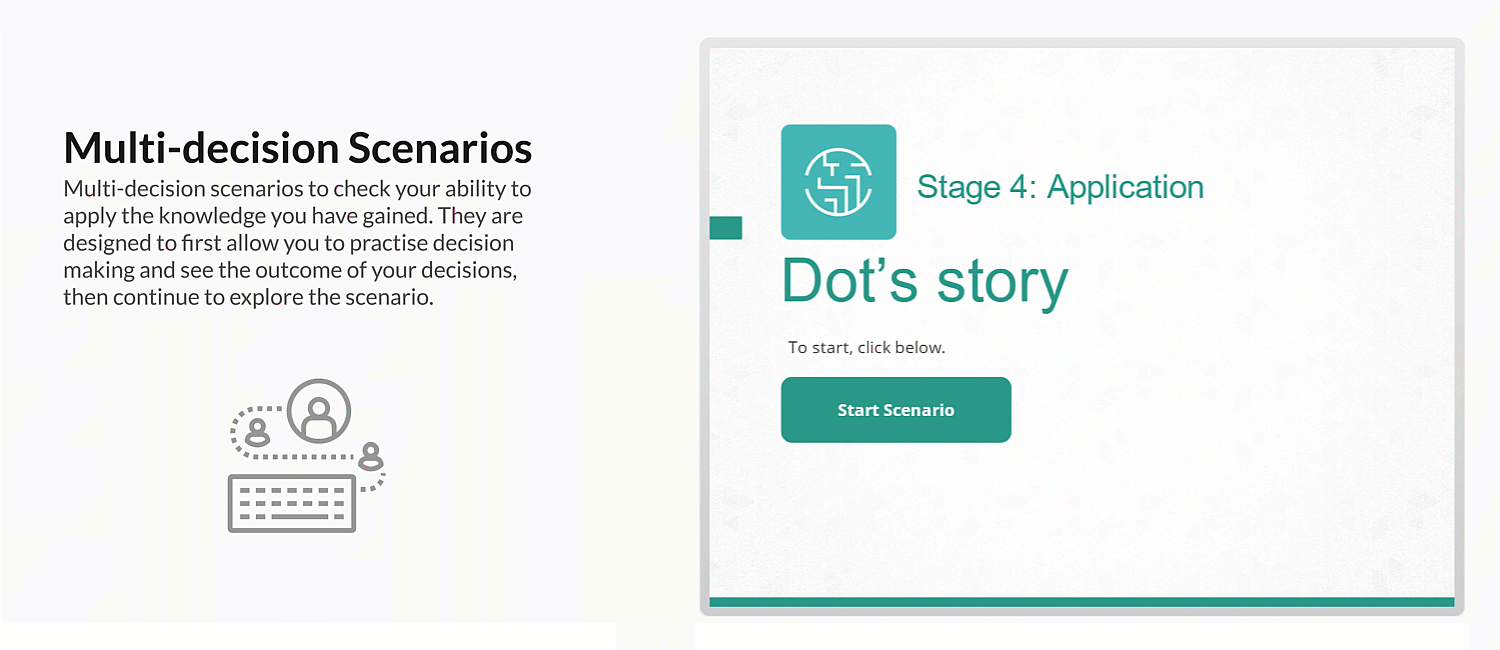 Multi-decision Scenarios
Multi-decision scenarios to check your ability to
apply the knowledge you have gained. They are
designed to first allow you to practise decision
making and see the outcome of your decisions,
then continue to explore the scenario.
Stage 4: Application
Dot’s story
To start, click below.
Start Scenario